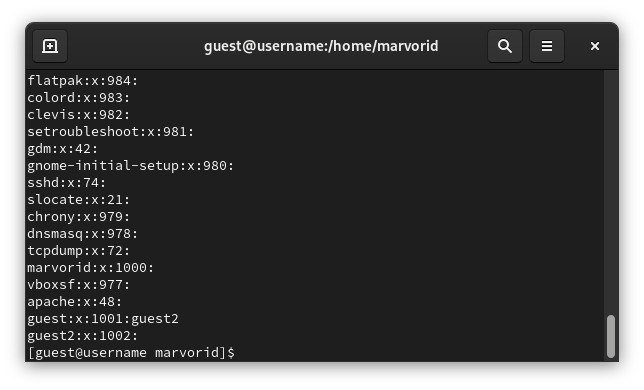 guest@username:/home/marvorid
flatpak:x:984:
colord:x:983:
clevis:x:982:
setroubleshoot:x:981:
gdm:x:42:
gnome-initial-setup:x:980:
sshd:x:74:
slocate:x:21:
chrony:x:979:
dnsmasq:x:978:
tcpdump:x:72:
marvorid:x:1000:
vboxsf:x:977:
apache:x:48:
guest:x:1001:guest2
guest2:x:1002:
[guest@username marvorid]$